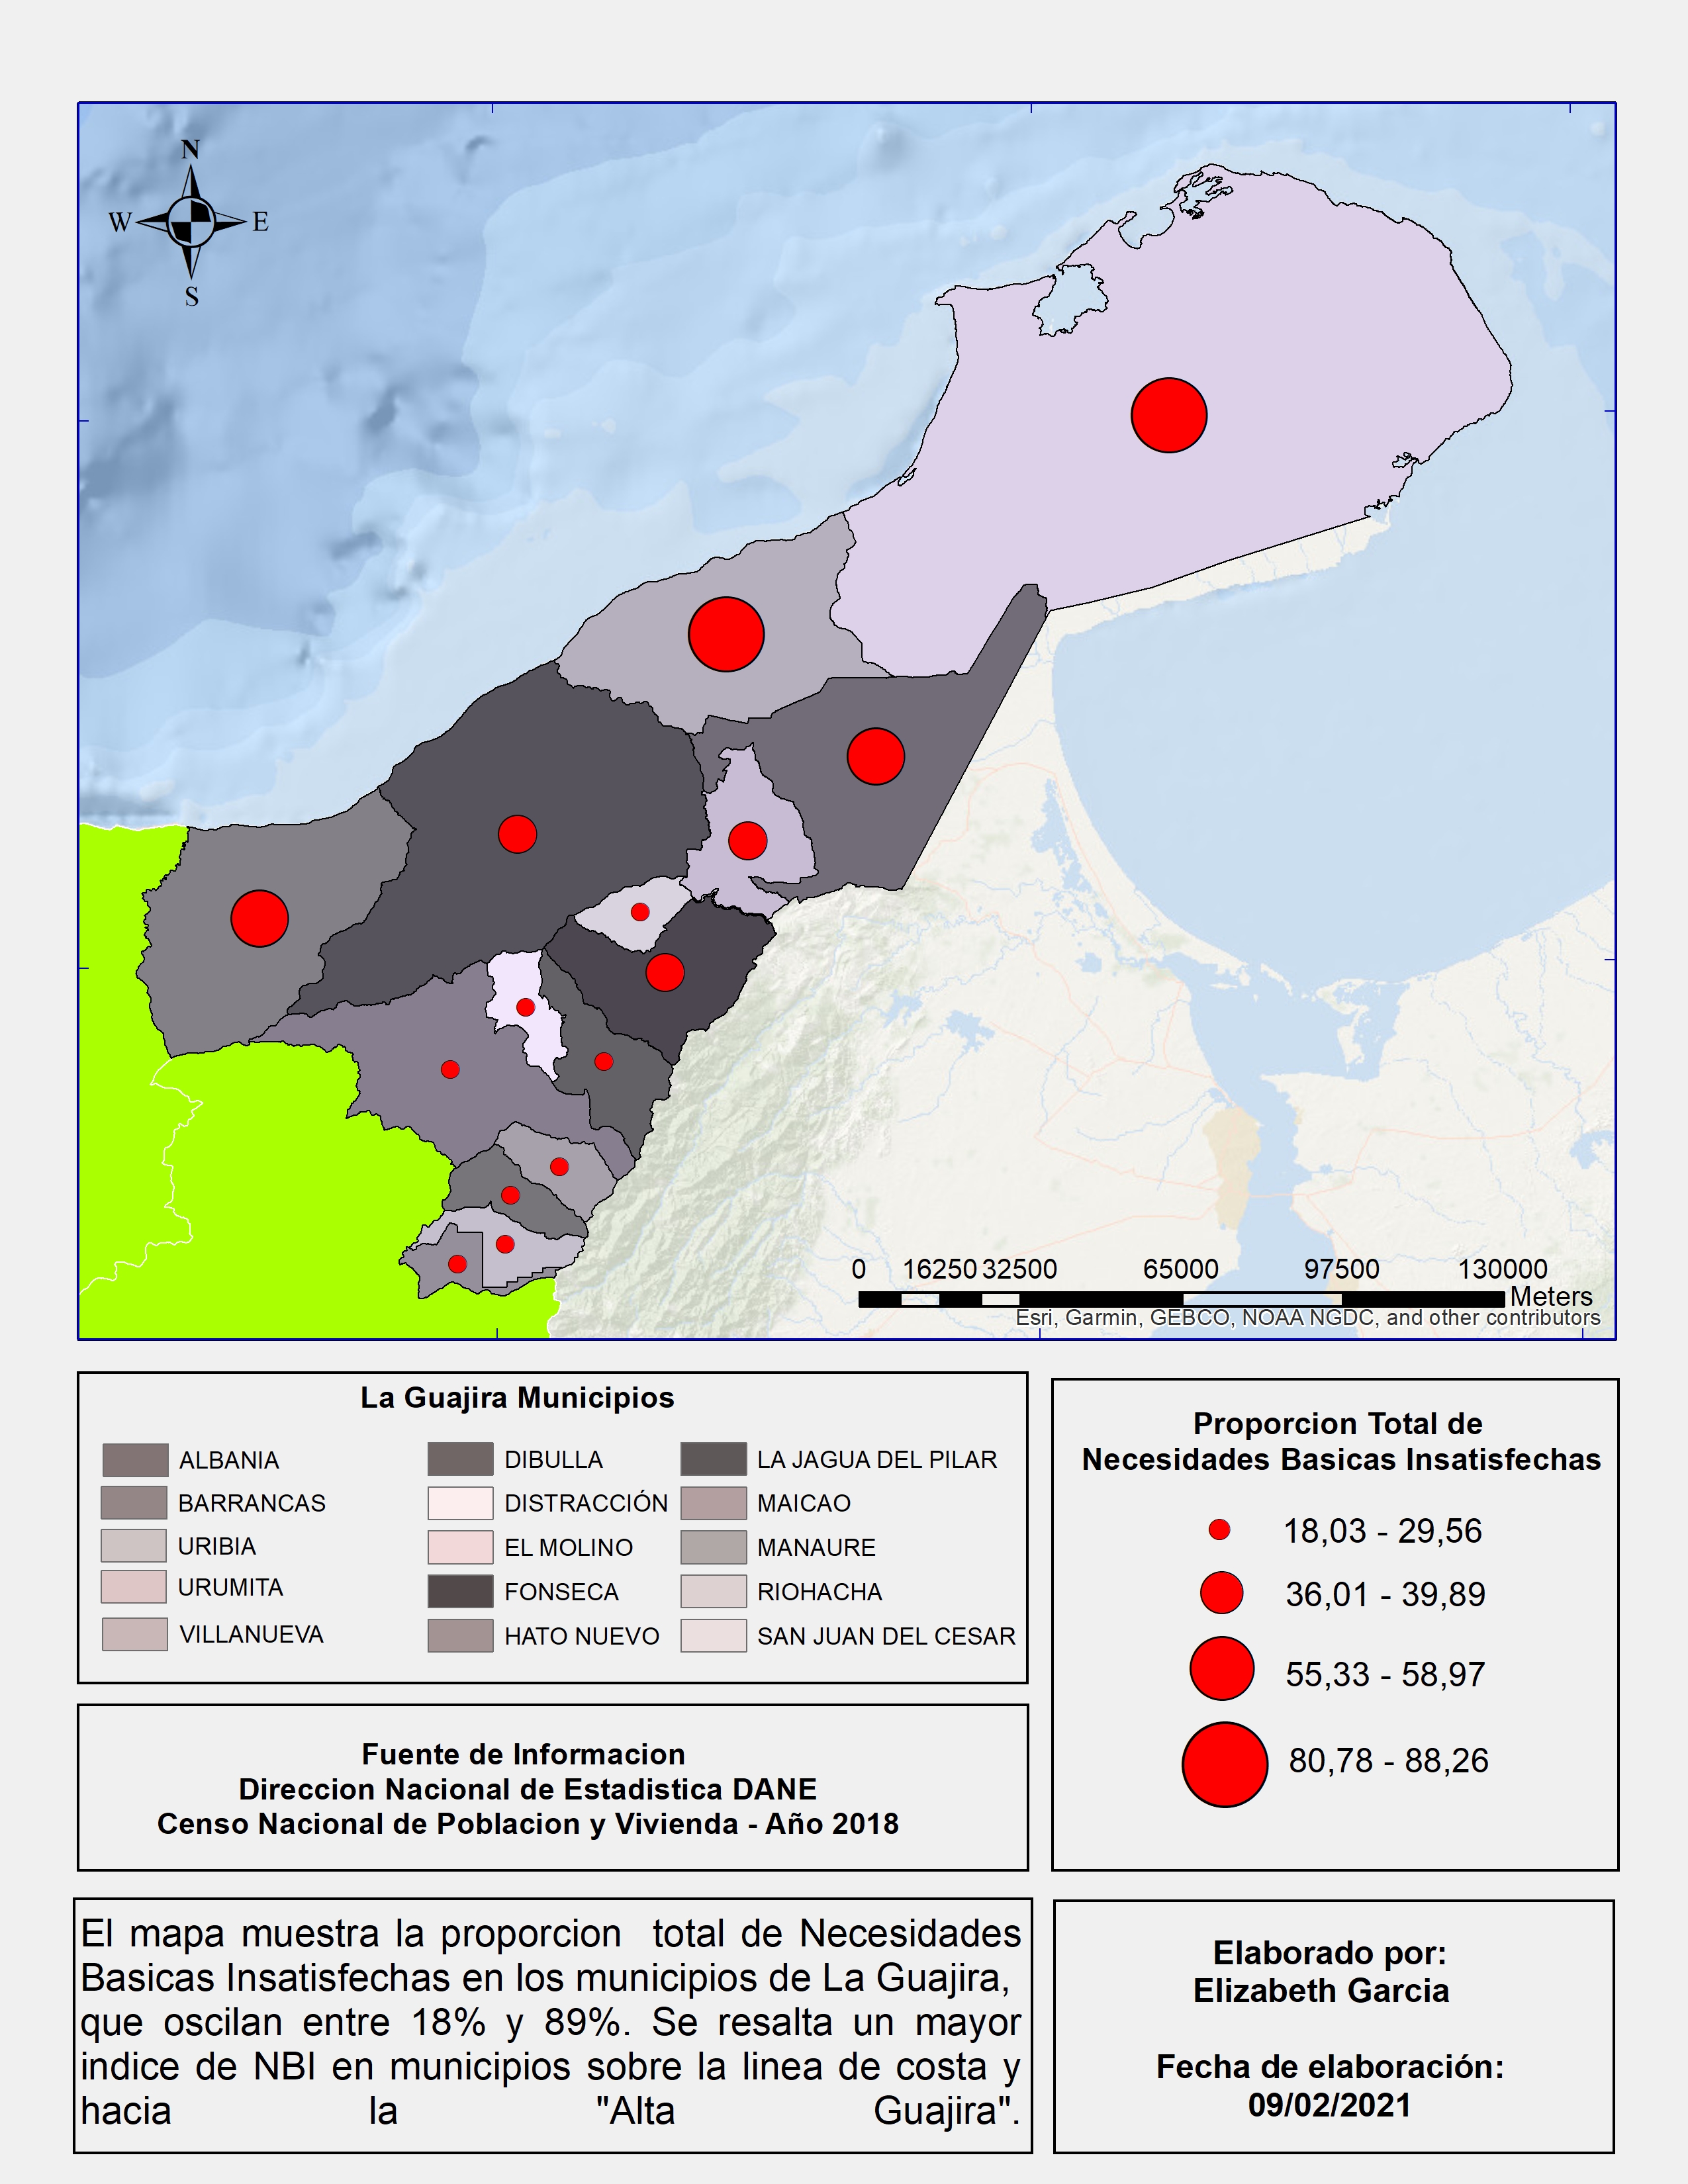 N
W
E
S
0 16250 32500 65000 97500 130000
Meters
Esri, Garmin, GEBCO, NOAA NGDC, and other contributors
La Guajira Municipios
ALBANIA
BARRANCAS
URIBIA
URUMITA
VILLANUEVA
DIBULLA
DISTRACCIÓN
EL MOLINO
FONSECA
HATO NUEVO
LA JAGUA DEL PILAR
MAICAO
MANAURE
RIOHACHA
SAN JUAN DEL CESAR
Proporcion Total de
Necesidades Basicas Insatisfechas
18,03 - 29,56
36,01 - 39,89
55,33 - 58,97
80,78 - 88,26
Fuente de Informacion
Direccion Nacional de Estadistica DANE
Censo Nacional de Poblacion y Vivienda - Año 2018
El mapa muestra la proporcion total de Necesidades
Basicas Insatisfechas en los municipios de La Guajira,
que oscilan entre 18% y 89%. Se resalta un mayor
indice de NBI en municipios sobre la linea de costa y
hacia la "Alta Guajira".
Elaborado por:
Elizabeth Garcia
Fecha de elaboración:
09/02/2021